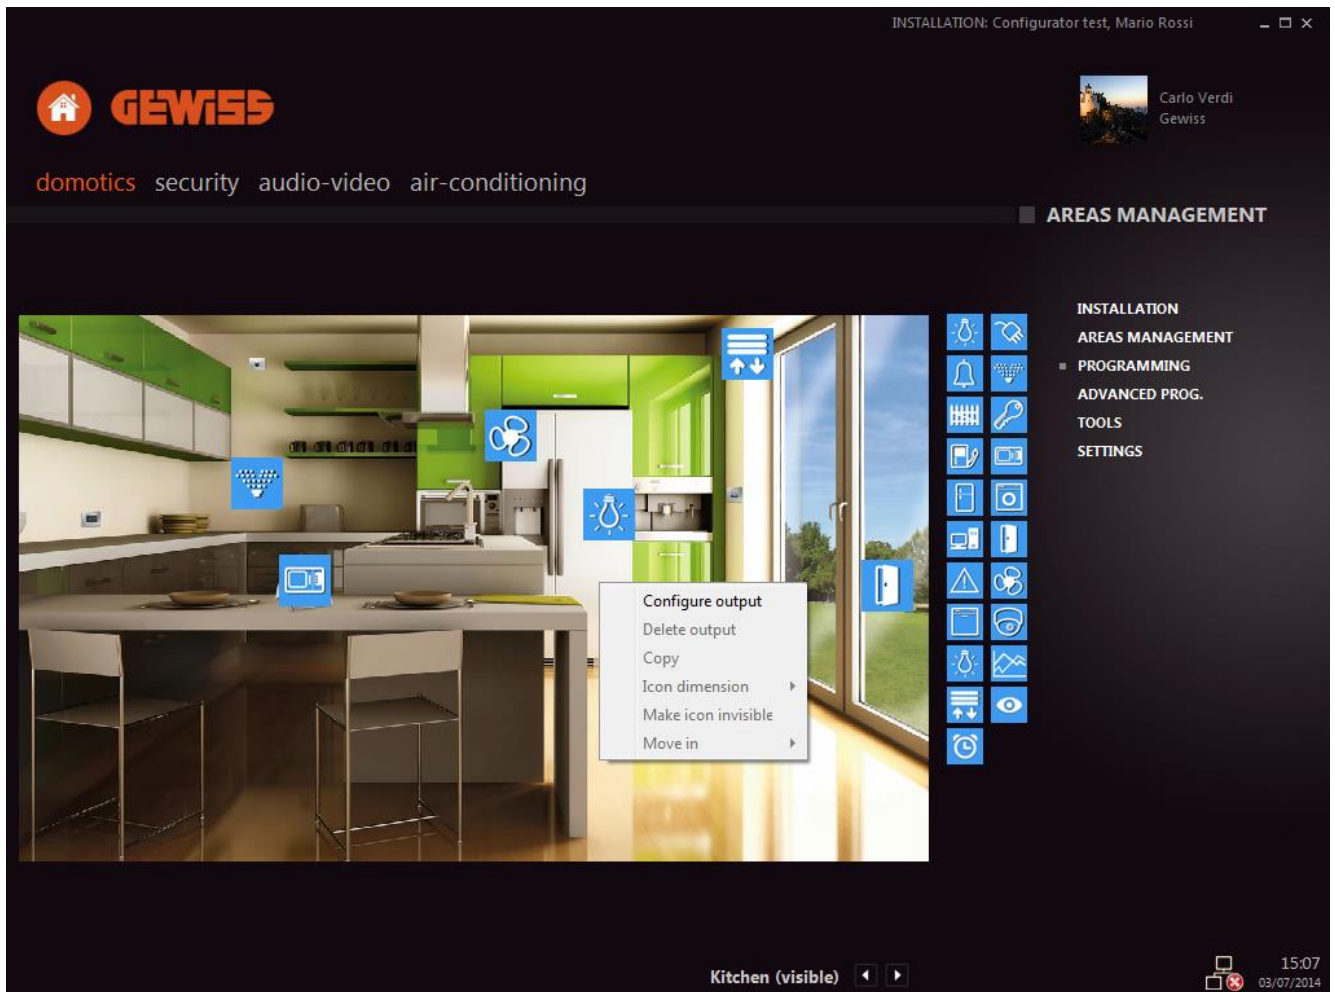 INSTALLATION: Configurator test, Mario Rossi
GEWISS
Carlo Verdi
Gewiss
domotics security audio-video air-conditioning
AREAS MANAGEMENT
INSTALLATION
AREAS MANAGEMENT
PROGRAMMING
ADVANCED PROG.
TOOLS
SETTINGS
Configure output
Delete output
Copy
Icon dimension
Make icon invisible
Move in
Kitchen (visible)
15:07
03/07/2014